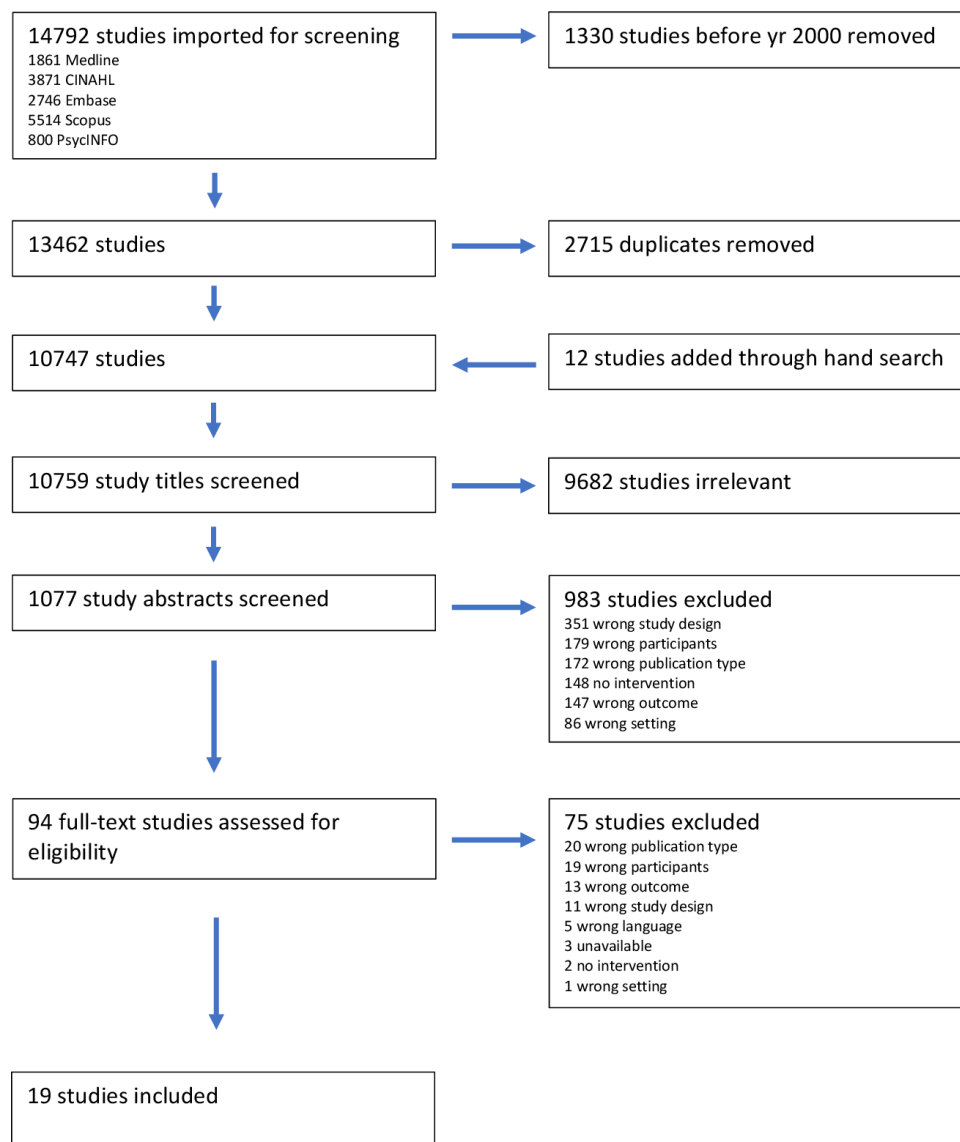 14792 studies imported for screening
1861 Medline
3871 CINAHL
2746 Embase
5514 Scopus
800 PsycINFO
1330 studies before yr 2000 removed
13462 studies
2715 duplicates removed
10747 studies
12 studies added through hand search
10759 study titles screened
9682 studies irrelevant
1077 study abstracts screened
983 studies excluded
351 wrong study design
179 wrong participants
172 wrong publication type
148 no intervention
147 wrong outcome
86 wrong setting
94 full-text studies assessed for
eligibility
75 studies excluded
20 wrong publication type
19 wrong participants
13 wrong outcome
11 wrong study design
5 wrong language
3 unavailable
2 no intervention
1 wrong setting
19 studies included